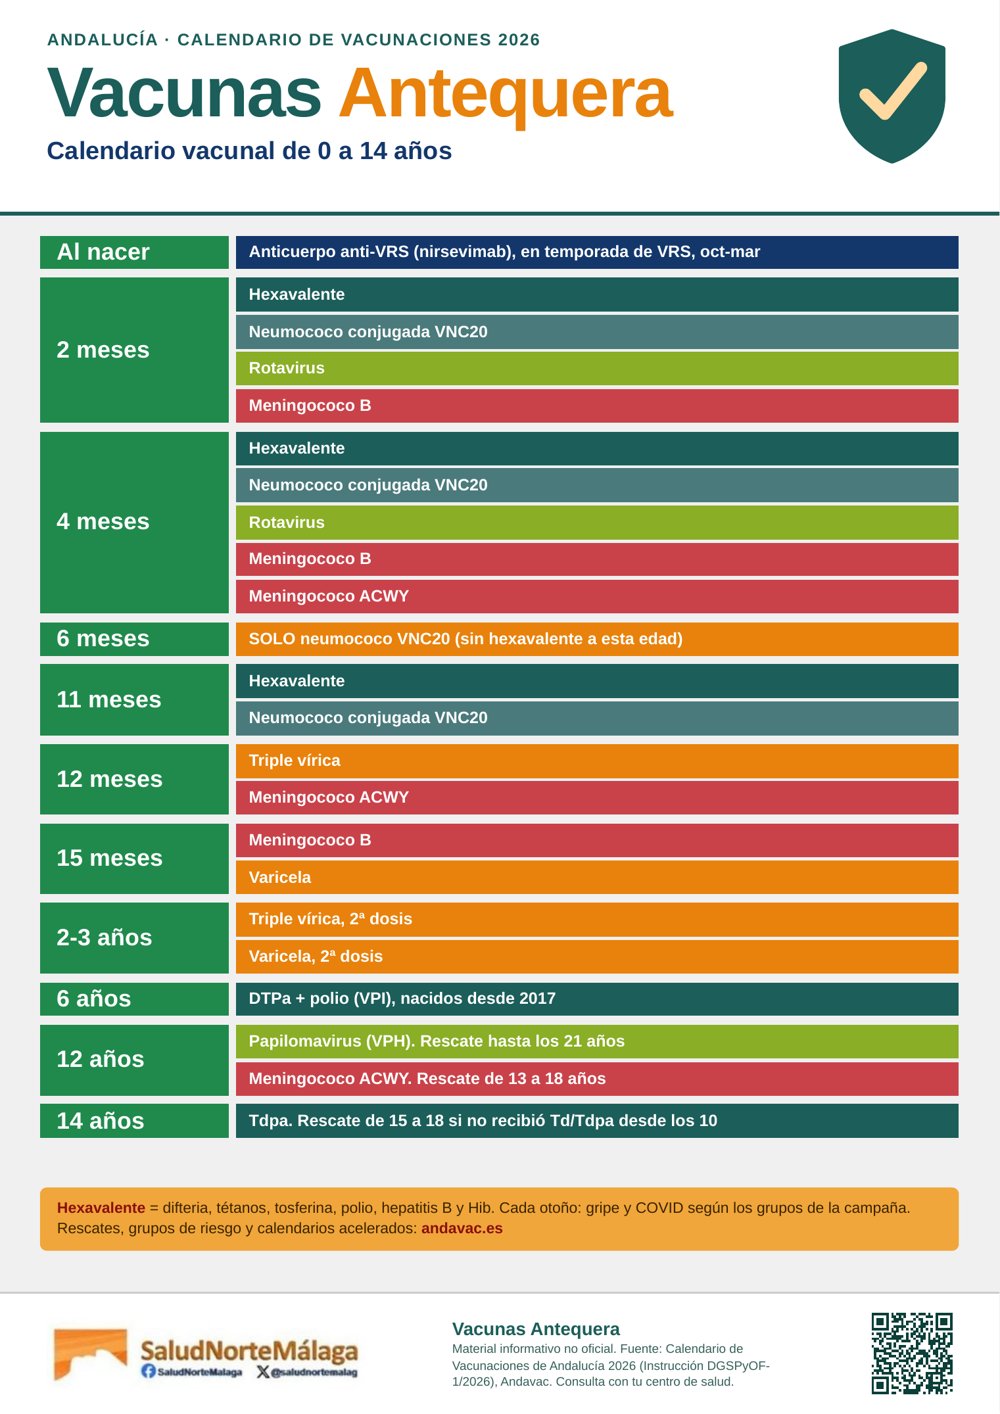 ANDALUCÍA · CALENDARIO DE VACUNACIONES 2026
Vacunas Antequera
Calendario vacunal de 0 a 14 años
Al nacer
Anticuerpo anti-VRS (nirsevimab), en temporada de VRS, oct-mar
2 meses
Hexavalente
Neumococo conjugada VNC20
Rotavirus
Meningococo B
4 meses
Hexavalente
Neumococo conjugada VNC20
Rotavirus
Meningococo B
Meningococo ACWY
6 meses
SOLO neumococo VNC20 (sin hexavalente a esta edad)
11 meses
Hexavalente
Neumococo conjugada VNC20
12 meses
Triple vírica
Meningococo ACWY
15 meses
Meningococo B
Varicela
2-3 años
Triple vírica, 2ª dosis
Varicela, 2ª dosis
6 años
DTPa + polio (VPI), nacidos desde 2017
12 años
Papilomavirus (VPH). Rescate hasta los 21 años
Meningococo ACWY. Rescate de 13 a 18 años
14 años
Tdpa. Rescate de 15 a 18 si no recibió Td/Tdpa desde los 10
Hexavalente = difteria, tétanos, tosferina, polio, hepatitis B y Hib. Cada otoño: gripe y COVID según los grupos de la campaña.
Rescates, grupos de riesgo y calendarios acelerados: andavac.es
SaludNorteMálaga
SaludNorteMalaga @saludnortemalag
Vacunas Antequera
Material informativo no oficial. Fuente: Calendario de
Vacunaciones de Andalucía 2026 (Instrucción DGSPyOF-
1/2026), Andavac. Consulta con tu centro de salud.